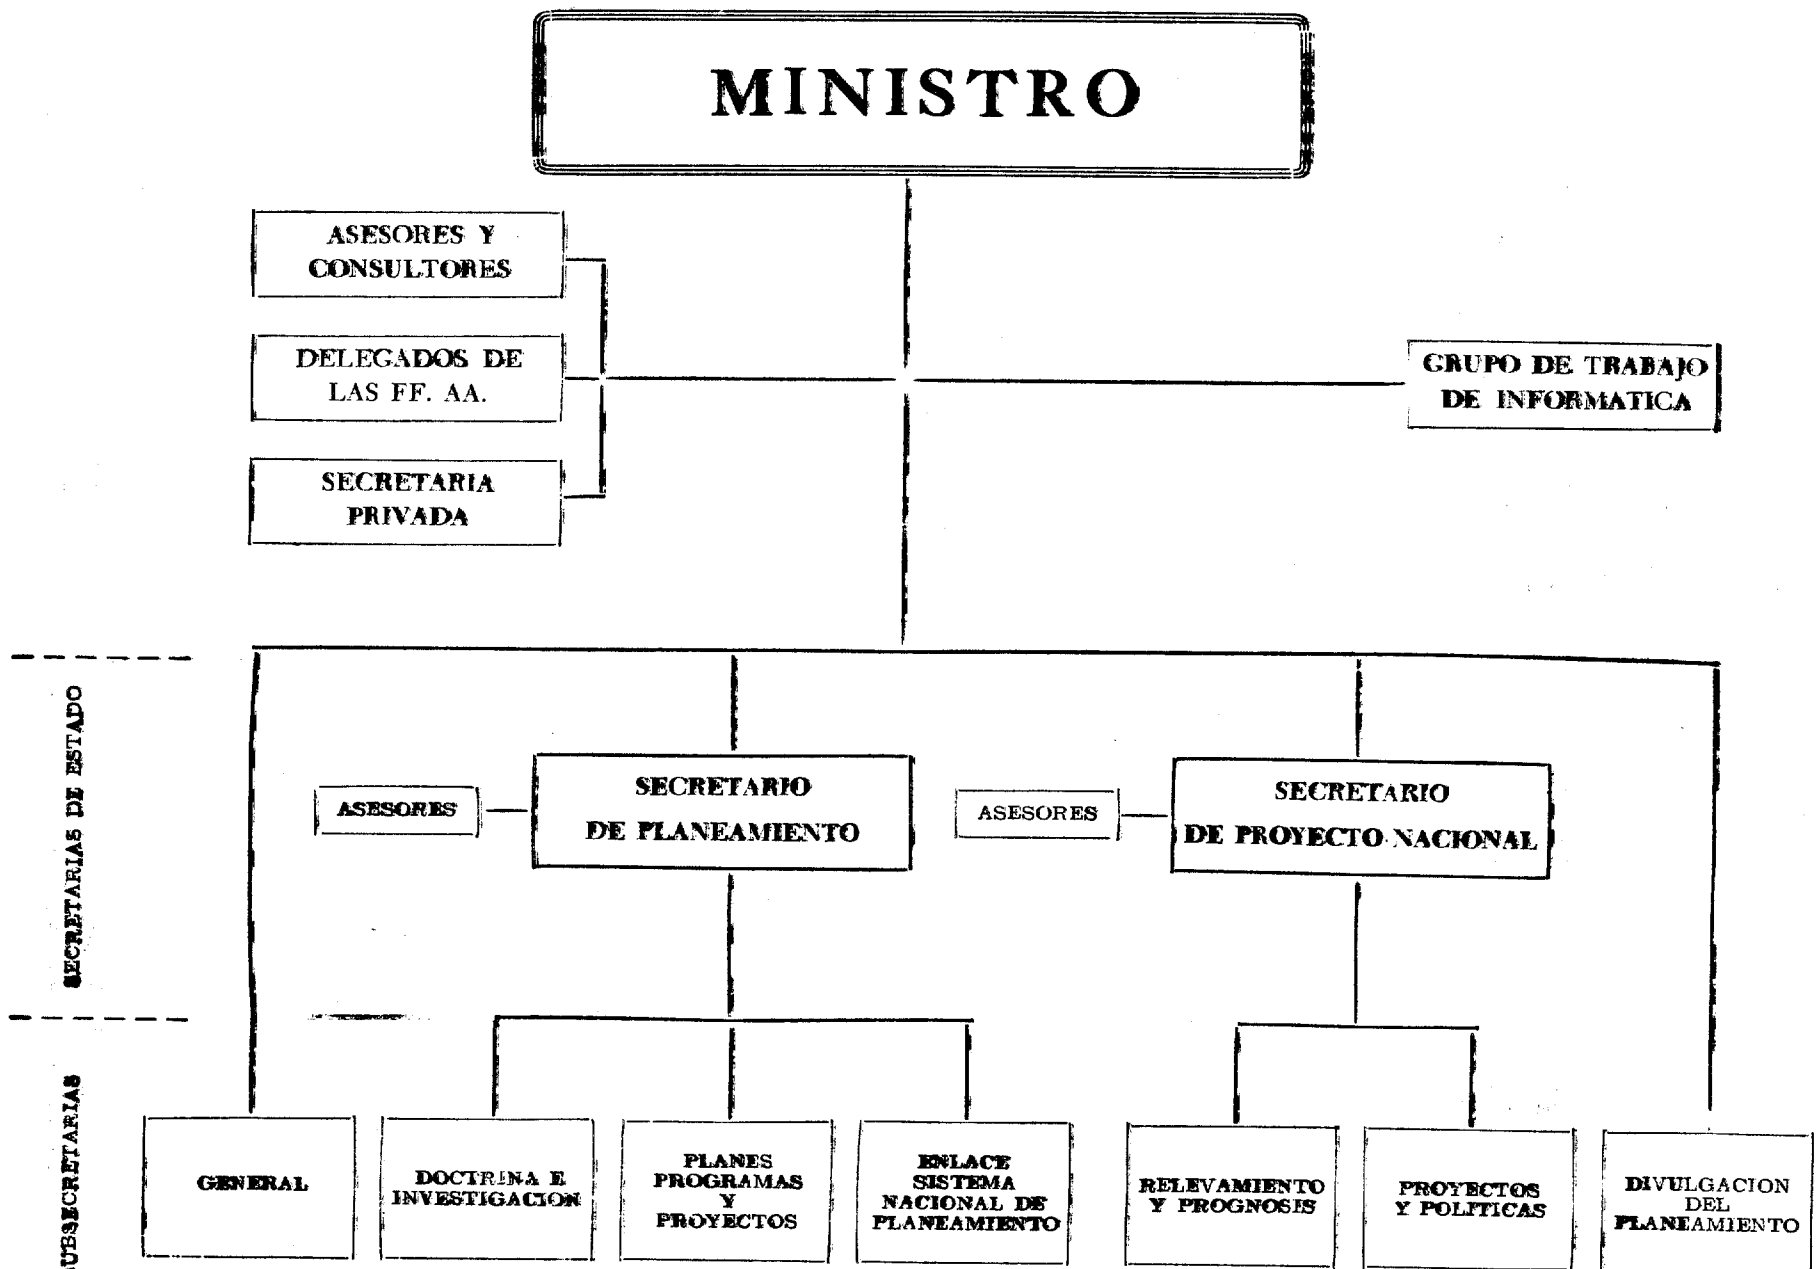 MINISTRO
ASESORES Y
CONSULTORES
DELEGADOS DE
LAS FF. AA.
SECRETARIA
PRIVADA
GRUPO DE TRABAJO
DE INFORMATICA
SECRETARIAS DE ESTADO
ASESORES
SECRETARIO
DE PLANEAMIENTO
ASESORES
SECRETARIO
DE PROYECTO NACIONAL
SUBSECRETARIAS
GENERAL
DOCTRINA E
INVESTIGACION
PLANES
PROGRAMAS
Y
PROYECTOS
ENLACE
SISTEMA
NACIONAL DE
PLANEAMIENTO
RELEVAMIENTO
Y PROGNOSIS
PROYECTOS
Y POLITICAS
DIVULGACION
DEL
PLANEAMIENTO